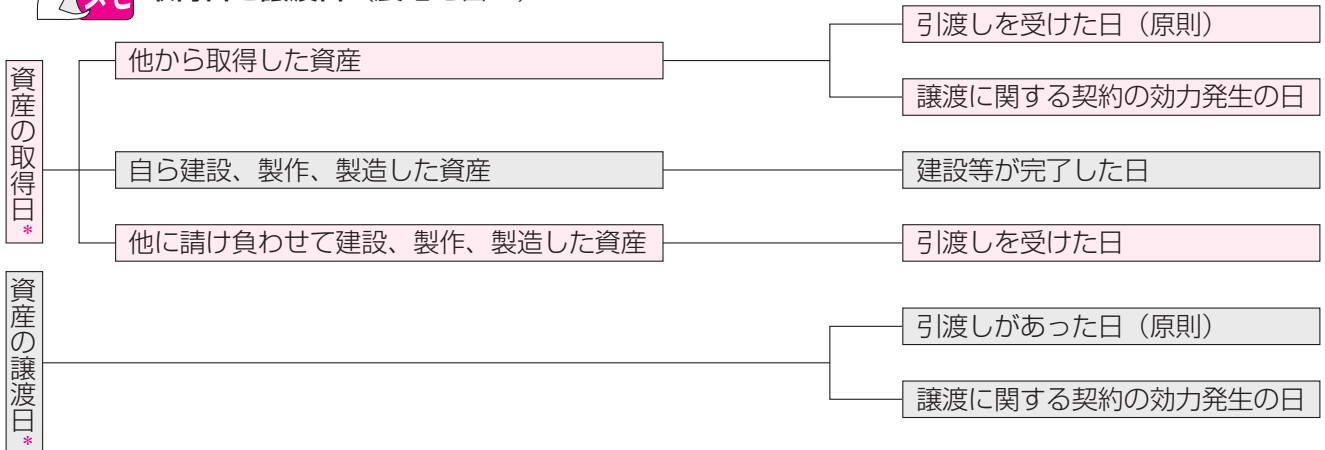 メモ
資産の取得日*
他から取得した資産
引渡しを受けた日（原則）
譲渡に関する契約の効力発生の日
自ら建設、製作、製造した資産
建設等が完了した日
他に請け負わせて建設、製作、製造した資産
引渡しを受けた日
資産の譲渡日*
引渡しがあった日（原則）
譲渡に関する契約の効力発生の日